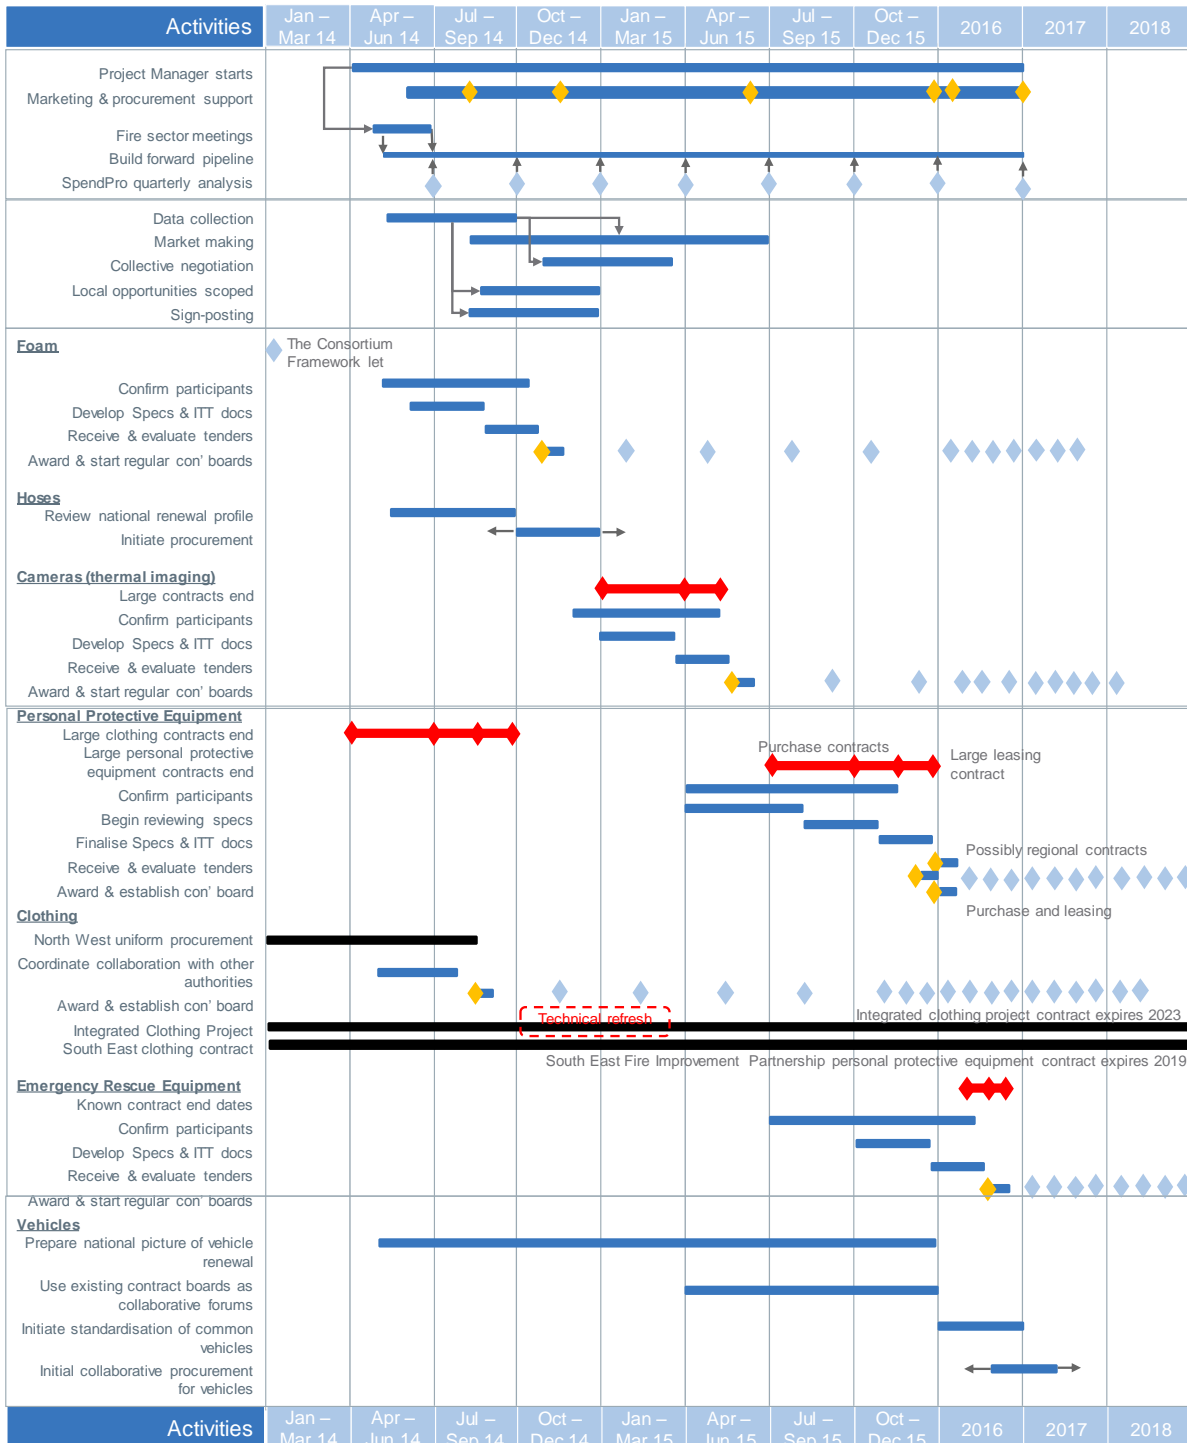 Activities
Jan – Mar 14
Apr – Jun 14
Jul – Sep 14
Oct – Dec 14
Jan – Mar 15
Apr – Jun 15
Jul – Sep 15
Oct – Dec 15
2016
2017
2018
Project Manager starts
Marketing & procurement support
Fire sector meetings
Build forward pipeline
SpendPro quarterly analysis
Data collection
Market making
Collective negotiation
Local opportunities scoped
Sign-posting
Foam
The Consortium
Framework let
Confirm participants
Develop Specs & ITT docs
Receive & evaluate tenders
Award & start regular con' boards
Hoses
Review national renewal profile
Initiate procurement
Cameras (thermal imaging)
Large contracts end
Confirm participants
Develop Specs & ITT docs
Receive & evaluate tenders
Award & start regular con' boards
Personal Protective Equipment
Large clothing contracts end
Large personal protective
equipment contracts end
Purchase contracts
Large leasing
contract
Confirm participants
Begin reviewing specs
Finalise Specs & ITT docs
Receive & evaluate tenders
Possibly regional contracts
Award & establish con' board
Purchase and leasing
Clothing
North West uniform procurement
Coordinate collaboration with other
authorities
Award & establish con' board
Integrated Clothing Project
Technical refresh
Integrated clothing project contract expires 2023
South East clothing contract
South East Fire Improvement Partnership personal protective equipment contract expires 2019
Emergency Rescue Equipment
Known contract end dates
Confirm participants
Develop Specs & ITT docs
Receive & evaluate tenders
Award & start regular con' boards
Vehicles
Prepare national picture of vehicle
renewal
Use existing contract boards as
collaborative forums
Initiate standardisation of common
vehicles
Initial collaborative procurement
for vehicles
Activities
Jan – Mar 14
Apr – Jun 14
Jul – Sep 14
Oct – Dec 14
Jan – Mar 15
Apr – Jun 15
Jul – Sep 15
Oct – Dec 15
2016
2017
2018